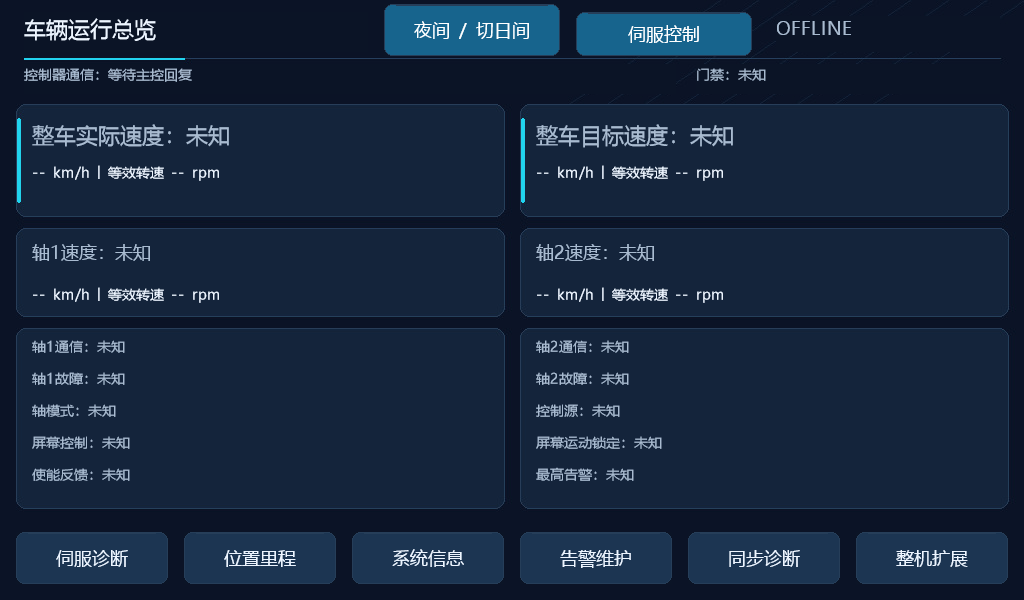 车辆运行总览
夜间 / 切日间
伺服控制
OFFLINE
控制器通信：等待主控回复
门禁：未知
整车实际速度：未知
-- km/h | 等效转速 -- rpm
整车目标速度：未知
-- km/h | 等效转速 -- rpm
轴1速度：未知
-- km/h | 等效转速 -- rpm
轴2速度：未知
-- km/h | 等效转速 -- rpm
轴1通信：未知
轴1故障：未知
轴模式：未知
屏幕控制：未知
使能反馈：未知
轴2通信：未知
轴2故障：未知
控制源：未知
屏幕运动锁定：未知
最高告警：未知
伺服诊断
位置里程
系统信息
告警维护
同步诊断
整机扩展